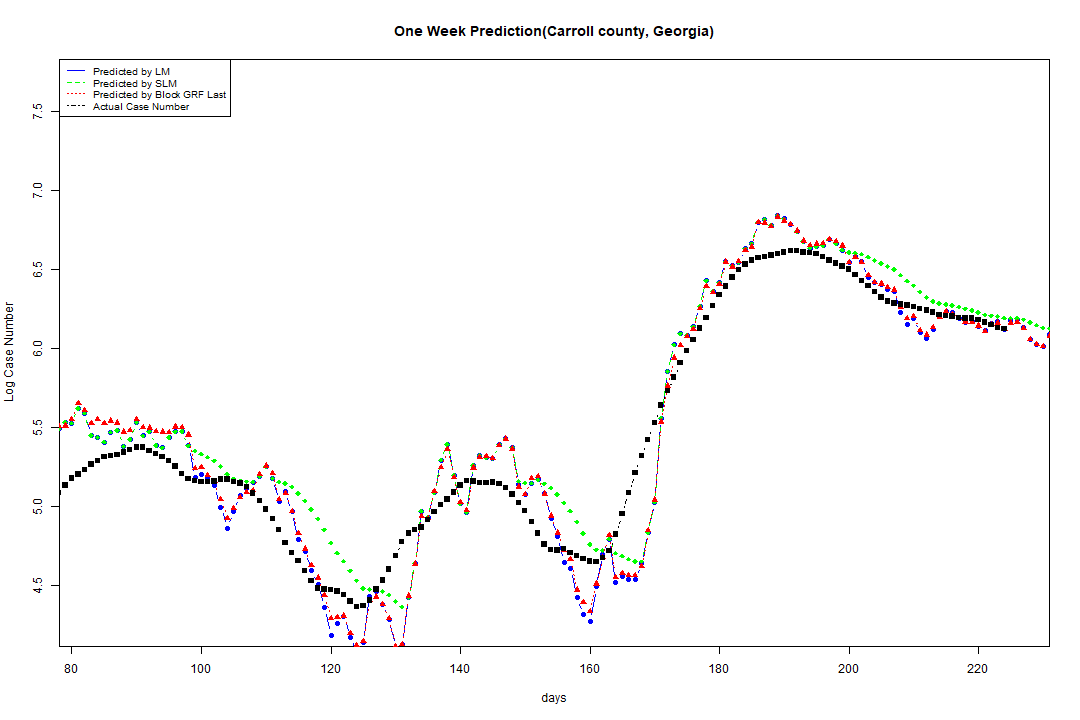 One Week Prediction(Carroll county, Georgia)
Predicted by LM
Predicted by SLM
Predicted by Block GRF Last
Actual Case Number
7.5
7.0
6.5
6.0
5.5
5.0
4.5
Log Case Number
80 100 120 140 160 180 200 220
days